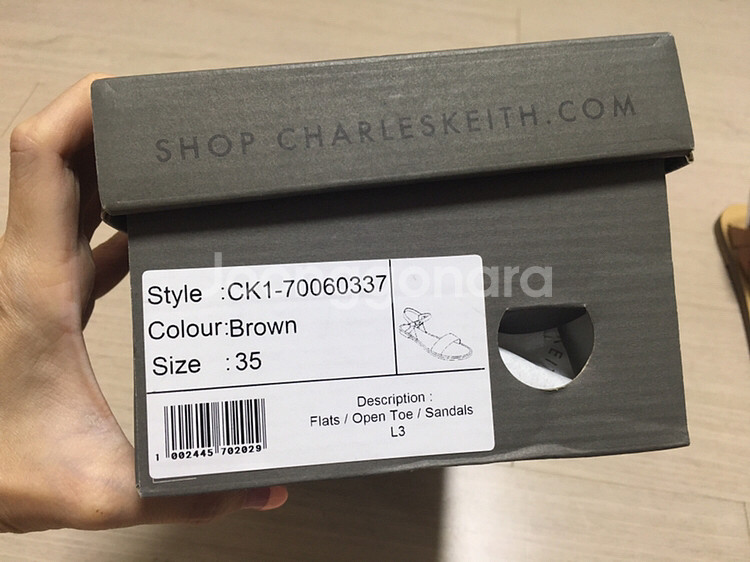 SHOP CHARLESKEITH.COM
Joonggonara
Style :CK1-70060337
Colour:Brown
Size :35
Description :
Flats / Open Toe / Sandals
L3
1 002445 702029